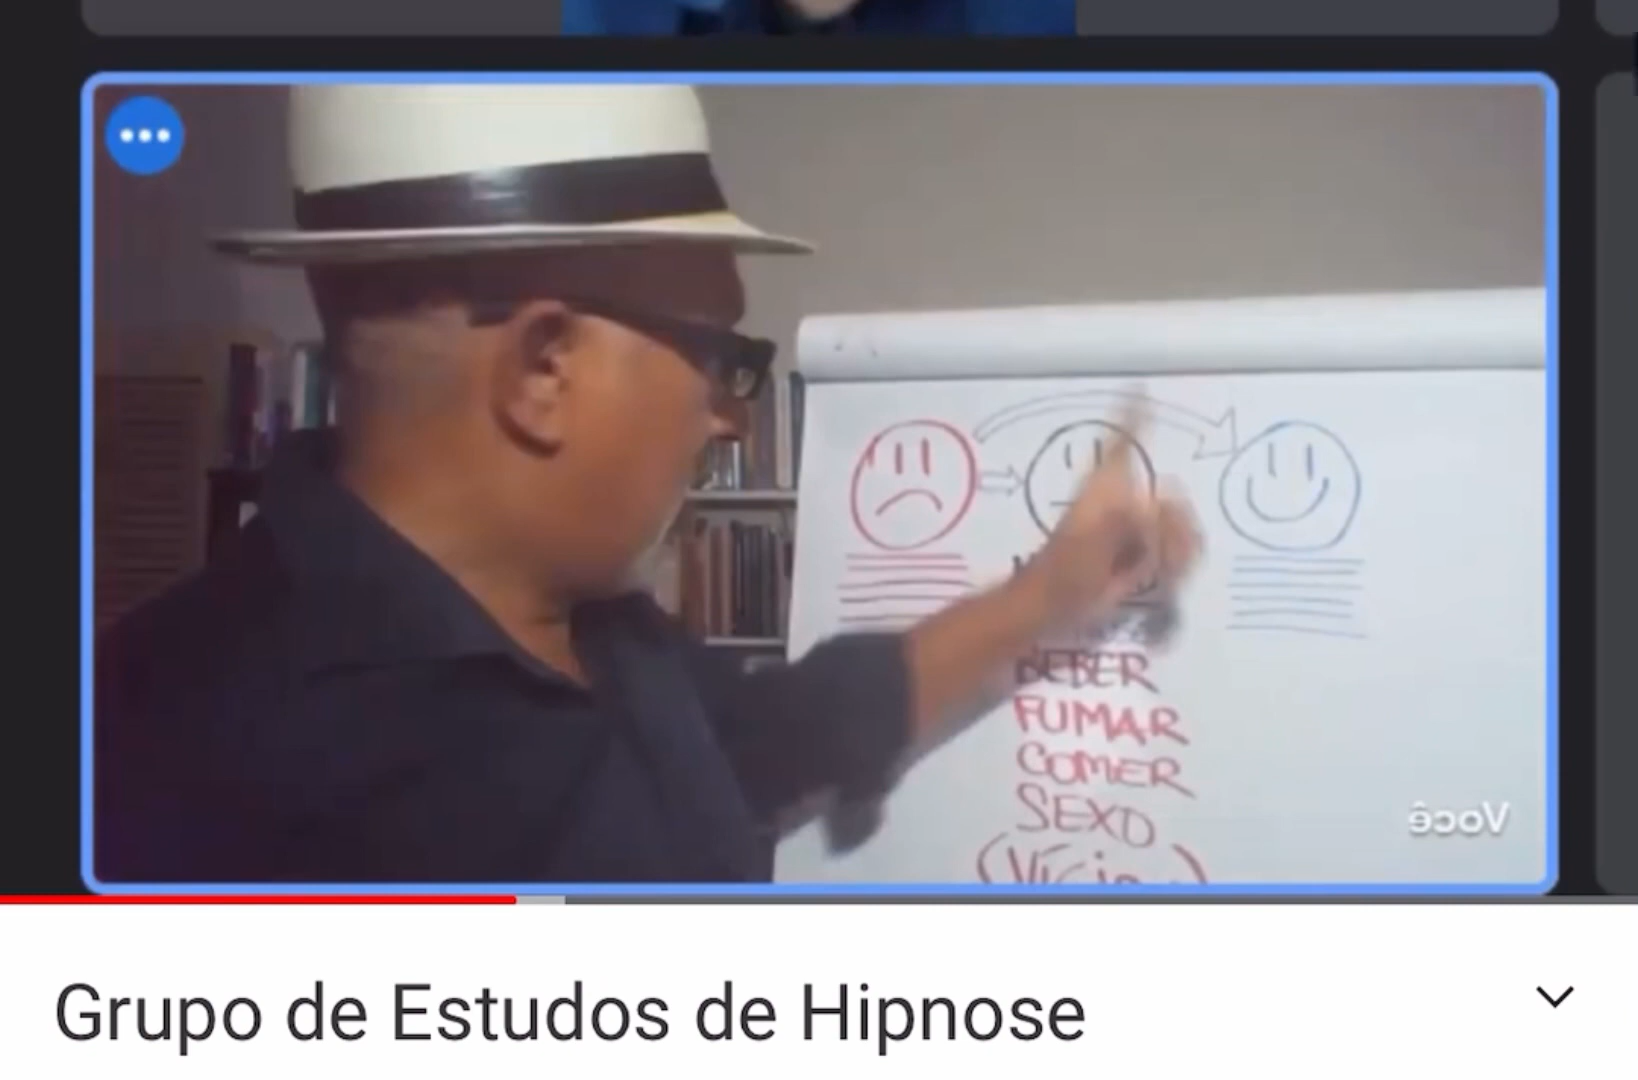 BEBER
FUMAR
COMER
SEXO
Você
Grupo de Estudos de Hipnose